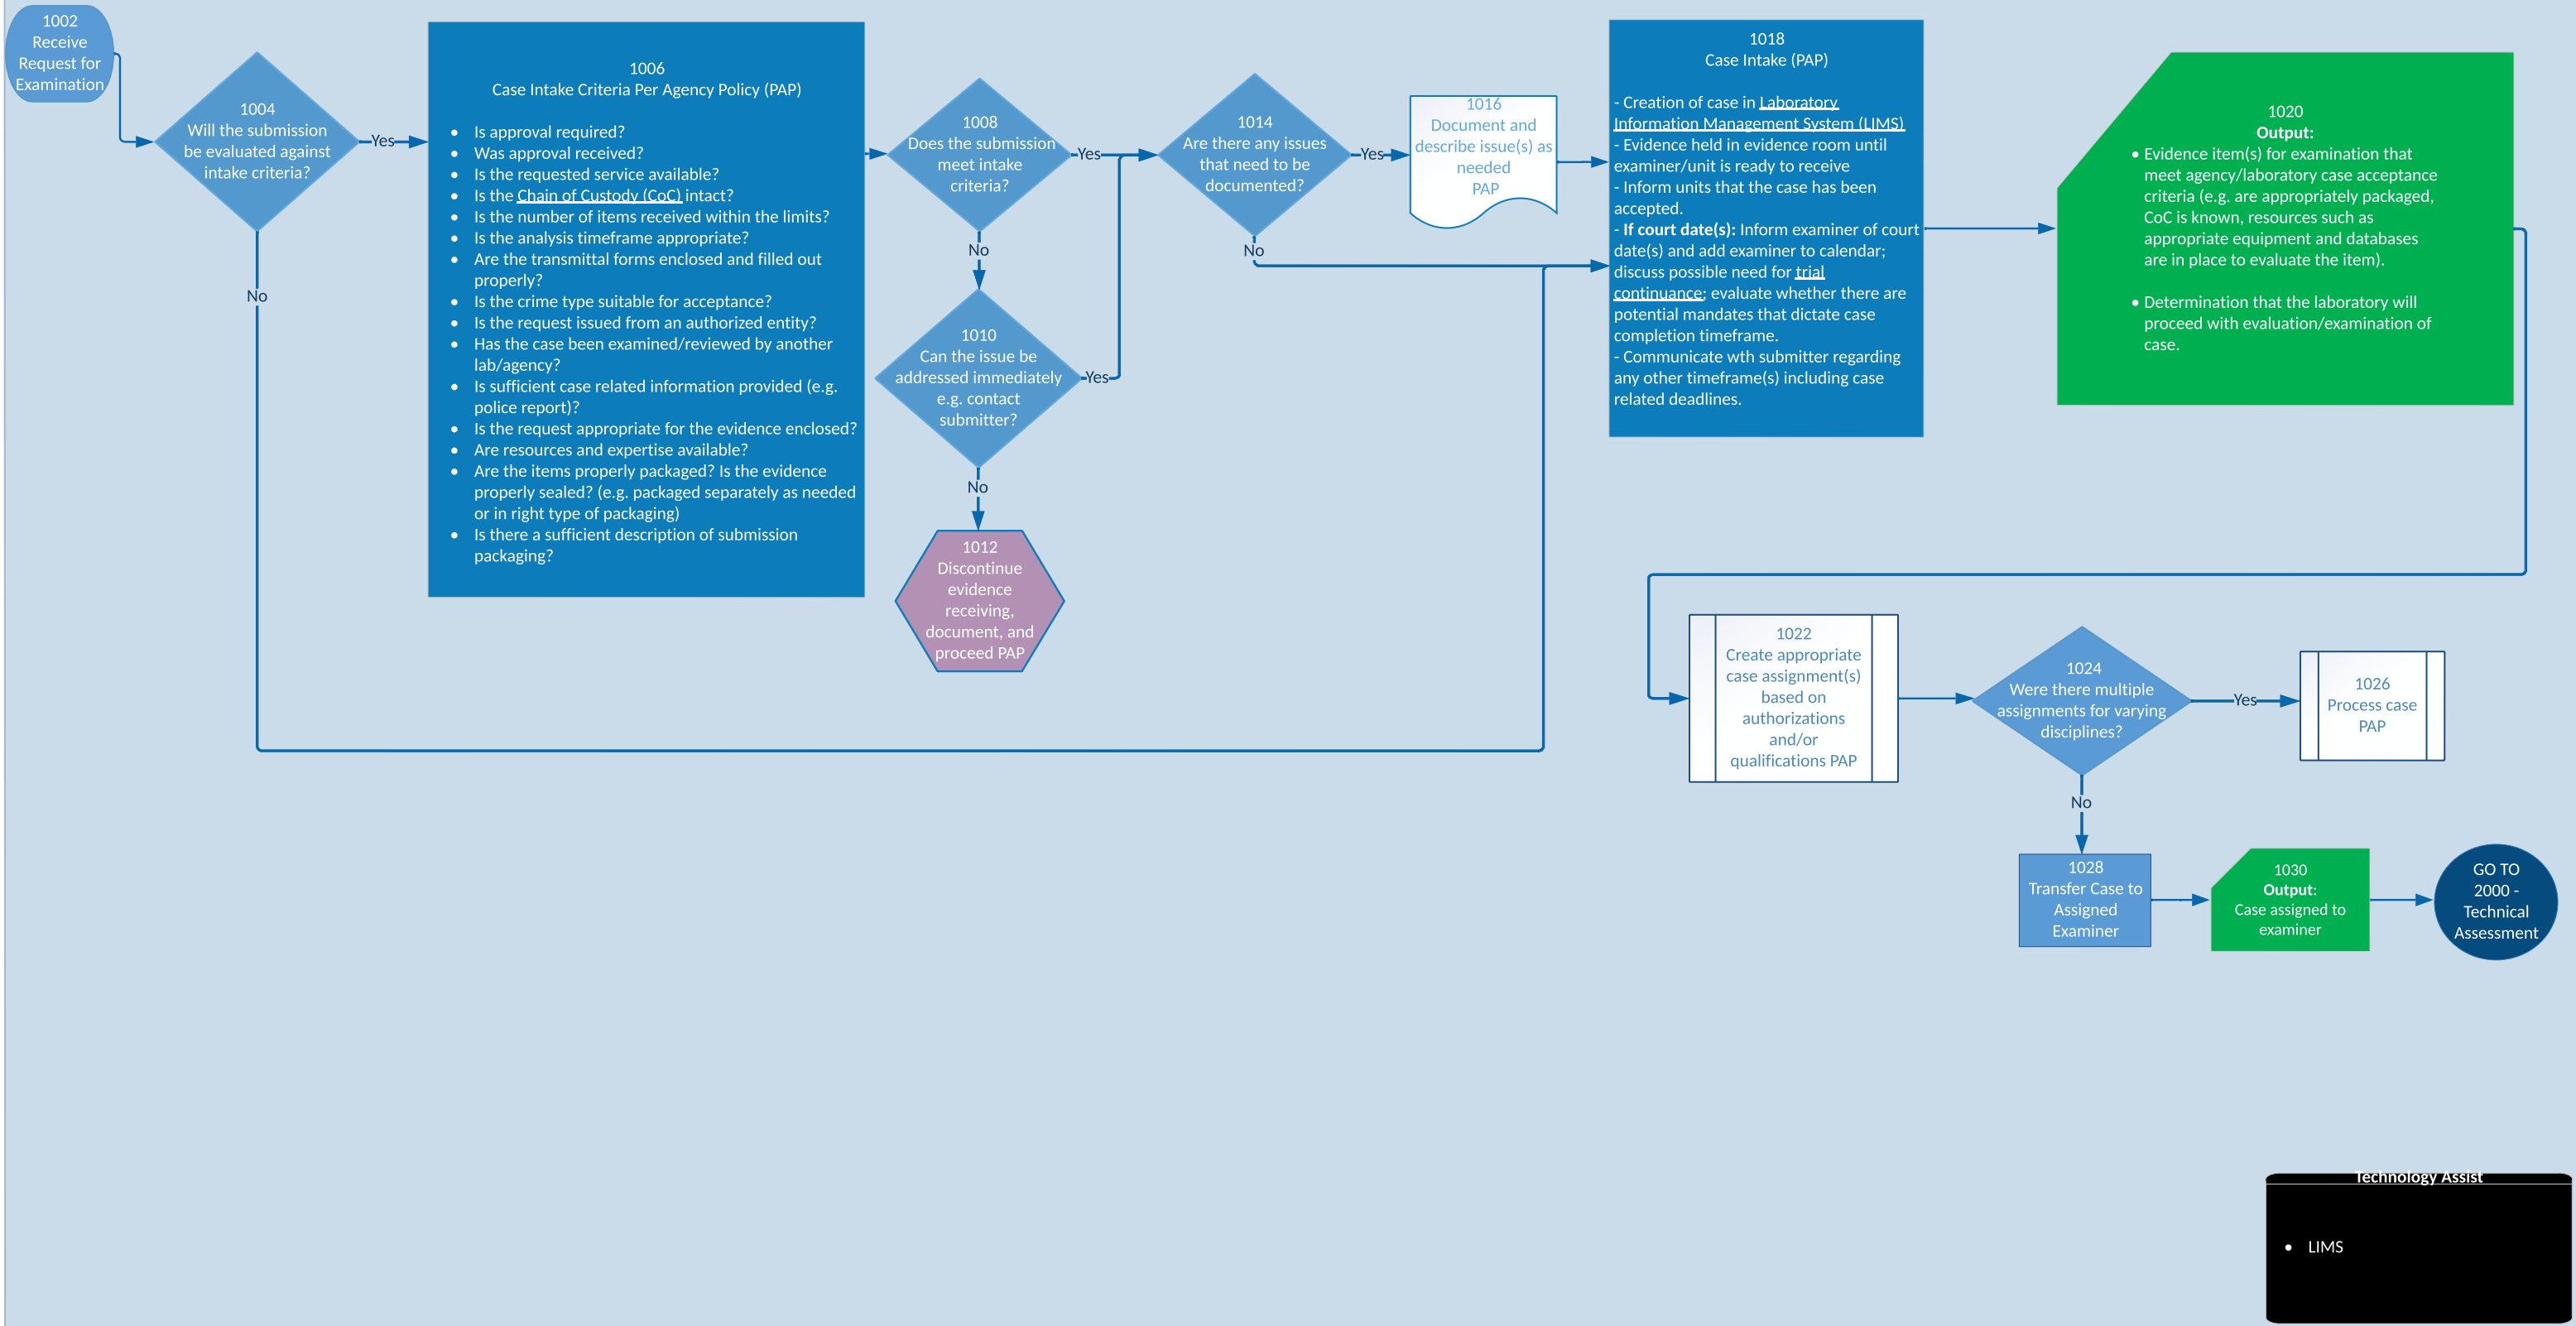 1002
Receive
Request for
Examination
1004
Will the submission
be evaluated against
intake criteria?
Yes
No
1006
Case Intake Criteria Per Agency Policy (PAP)
• Is approval required?
• Was approval received?
• Is the requested service available?
• Is the Chain of Custody (CoC) intact?
• Is the number of items received within the limits?
• Is the analysis timeframe appropriate?
• Are the transmittal forms enclosed and filled out
properly?
• Is the crime type suitable for acceptance?
• Is the request issued from an authorized entity?
• Has the case been examined/reviewed by another
lab/agency?
• Is sufficient case related information provided (e.g.
police report)?
• Is the request appropriate for the evidence enclosed?
• Are resources and expertise available?
• Are the items properly packaged? Is the evidence
properly sealed? (e.g. packaged separately as needed
or in right type of packaging)
• Is there a sufficient description of submission
packaging?
1008
Does the submission
meet intake
criteria?
Yes
No
1010
Can the issue be
addressed immediately
e.g. contact
submitter?
Yes
No
1012
Discontinue
evidence
receiving,
document, and
proceed PAP
1014
Are there any issues
that need to be
documented?
Yes
No
1016
Document and
describe issue(s) as
needed
PAP
1018
Case Intake (PAP)
- Creation of case in Laboratory
Information Management System (LIMS)
- Evidence held in evidence room until
examiner/unit is ready to receive
- Inform units that the case has been
accepted.
- If court date(s): Inform examiner of court
date(s) and add examiner to calendar;
discuss possible need for trial
continuance; evaluate whether there are
potential mandates that dictate case
completion timeframe.
- Communicate wth submitter regarding
any other timeframe(s) including case
related deadlines.
1020
Output:
• Evidence item(s) for examination that
meet agency/laboratory case acceptance
criteria (e.g. are appropriately packaged,
CoC is known, resources such as
appropriate equipment and databases
are in place to evaluate the item).
• Determination that the laboratory will
proceed with evaluation/examination of
case.
1022
Create appropriate
case assignment(s)
based on
authorizations
and/or
qualifications PAP
1024
Were there multiple
assignments for varying
disciplines?
Yes
No
1026
Process case
PAP
1028
Transfer Case to
Assigned
Examiner
1030
Output:
Case assigned to
examiner
GO TO
2000 -
Technical
Assessment
Technology Assist
• LIMS